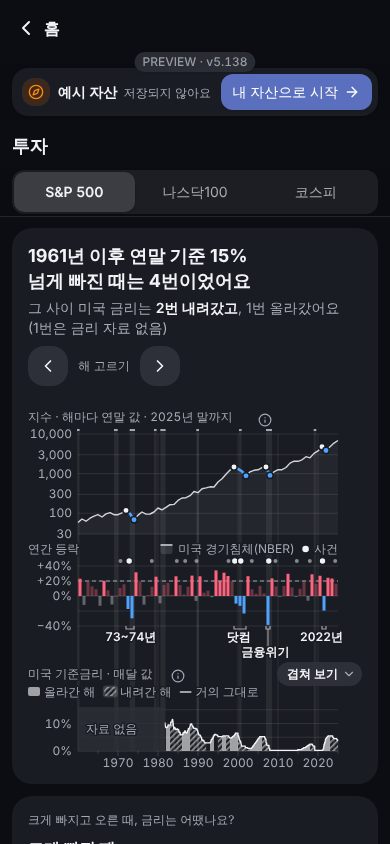 홈
PREVIEW · v5.138
예시 자산 저장되지 않아요 내 자산으로 시작
투자
S&P 500 나스닥100 코스피
1961년 이후 연말 기준 15%
넘게 빠진 때는 4번이었어요
그 사이 미국 금리는 2번 내려갔고, 1번 올라갔어요
(1번은 금리 자료 없음)
해 고르기
지수 · 해마다 연말 값 · 2025년 말까지
10,000
3,000
1,000
300
100
30
연간 등락 미국 경기침체(NBER) 사건
+40%
+20%
0%
−40%
73~74년 닷컴 2022년
금융위기
미국 기준금리 · 매달 값 겹쳐 보기
올라간 해 내려간 해 거의 그대로
10%
자료 없음
0%
1970 1980 1990 2000 2010 2020
크게 빠지고 오른 때, 금리는 어땠나요?